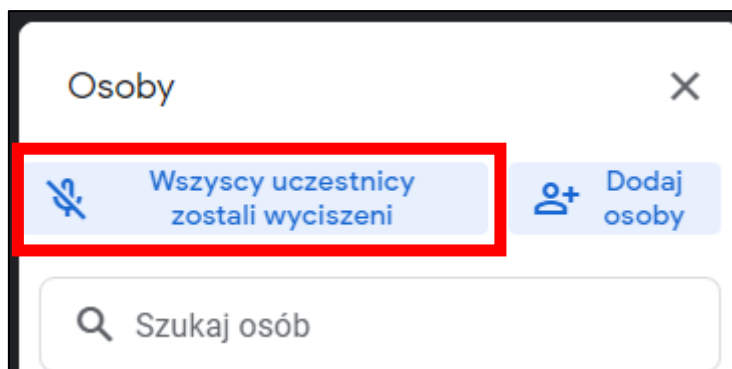 Osoby
Wszyscy uczestnicy
zostali wyciszeni
Dodaj
osoby
Szukaj osób